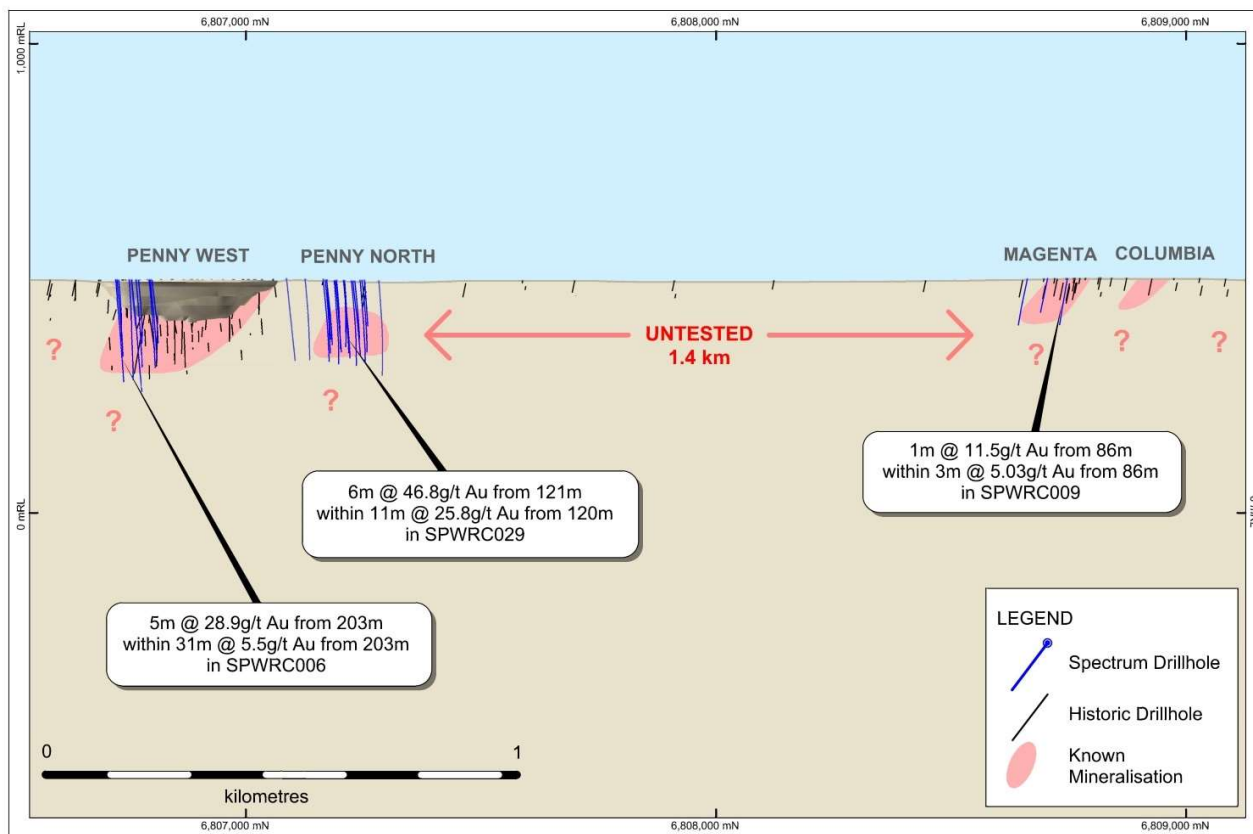 6,807,000 mN
6,808,000 mN
6,809,000 mN
1,000 mRL
PENNY WEST
PENNY NORTH
MAGENTA
COLUMBIA
?
?
?
?
?
?
UNTESTED
1.4 km
1m @ 11.5g/t Au from 86m
within 3m @ 5.03g/t Au from 86m
in SPWRC009
6m @ 46.8g/t Au from 121m
within 11m @ 25.8g/t Au from 120m
in SPWRC029
0 mRL
5m @ 28.9g/t Au from 203m
within 31m @ 5.5g/t Au from 203m
in SPWRC006
LEGEND
Spectrum Drillhole
Historic Drillhole
Known
Mineralisation
0
1
kilometres
6,807,000 mN
6,808,000 mN
6,809,000 mN